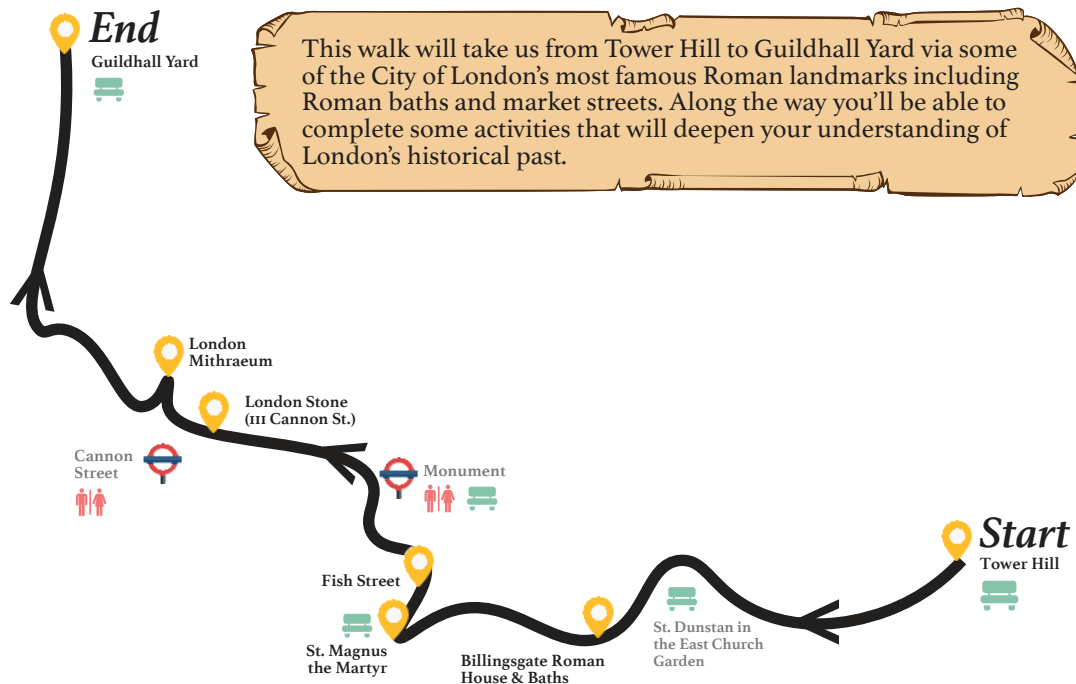 End
Guildhall Yard
This walk will take us from Tower Hill to Guildhall Yard via some
of the City of London’s most famous Roman landmarks including
Roman baths and market streets. Along the way you’ll be able to
complete some activities that will deepen your understanding of
London’s historical past.
London
Mithraeum
London Stone
(111 Cannon St.)
Cannon
Street
Monument
Start
Tower Hill
Fish Street
St. Magnus
the Martyr
Billingsgate Roman
House & Baths
St. Dunstan in
the East Church
Garden